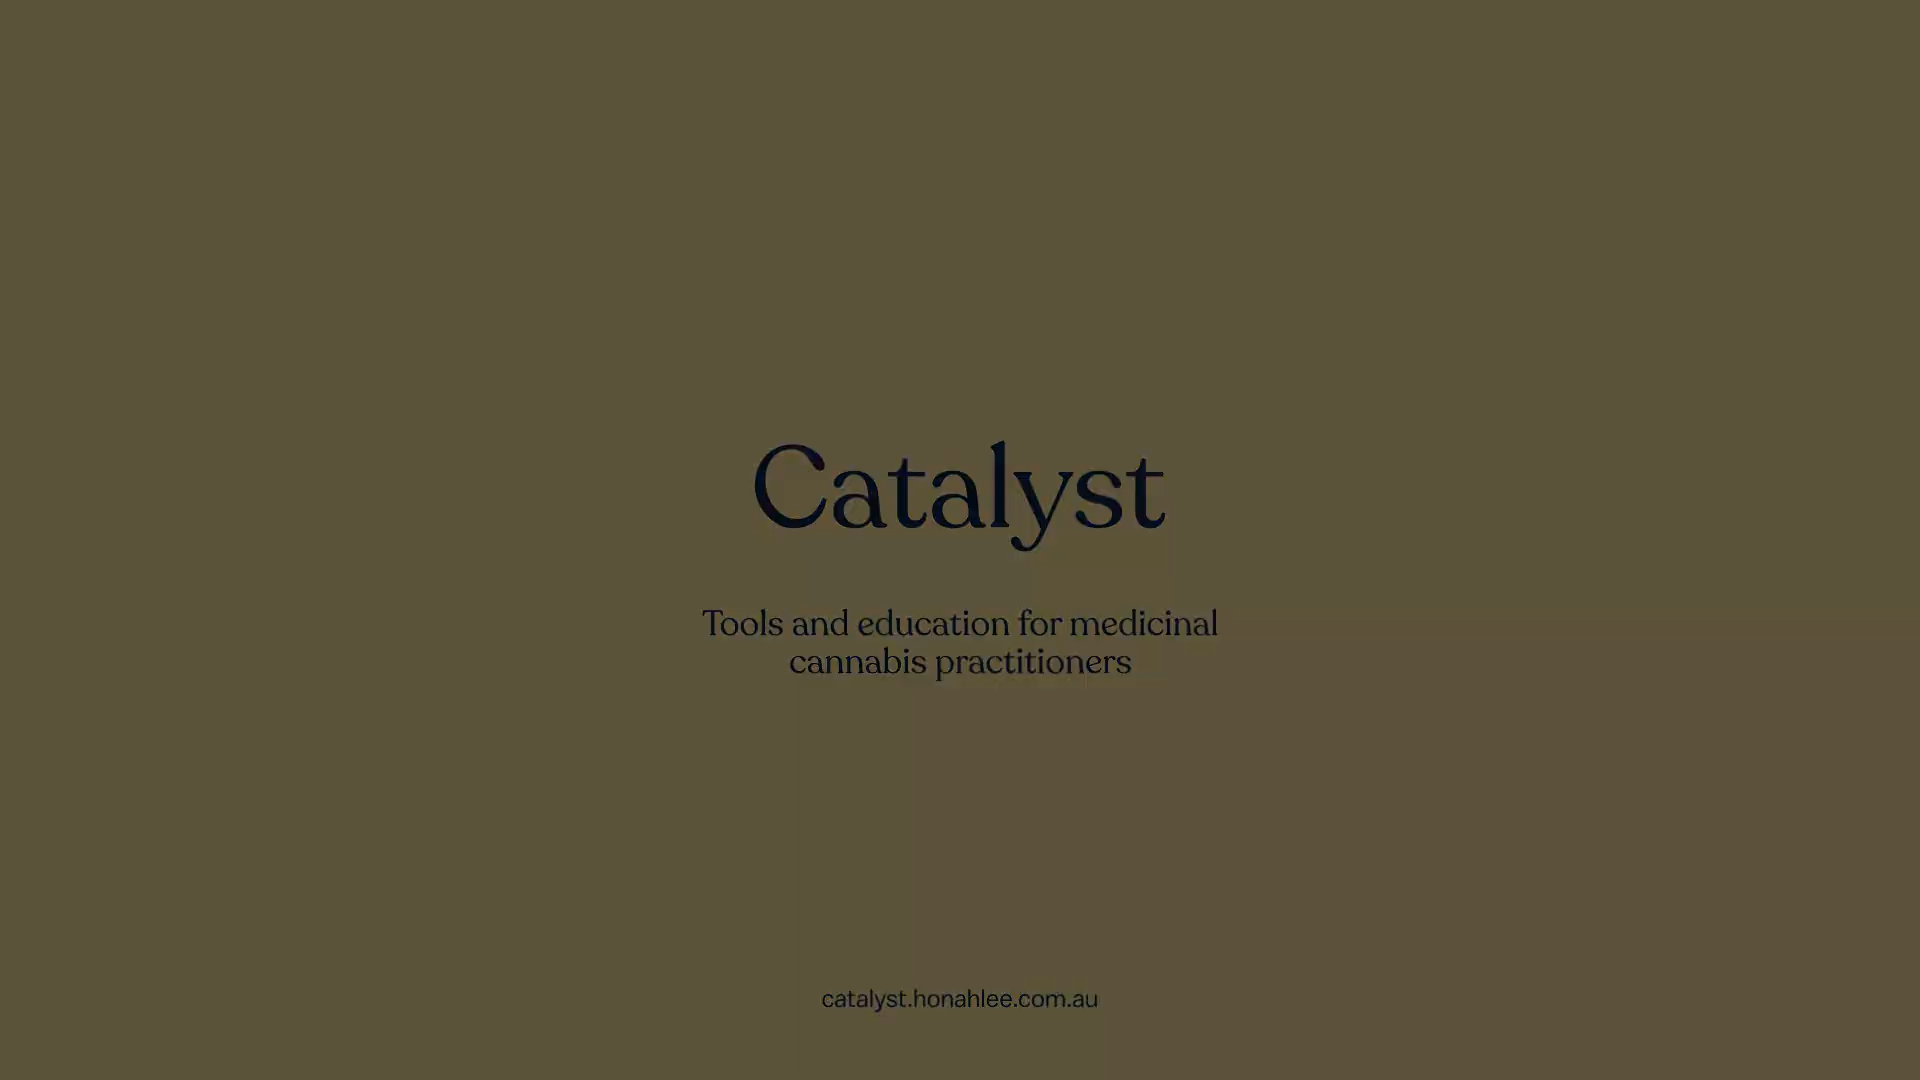 Catalyst
Tools and education for medicinal
cannabis practitioners
catalyst.honahlee.com.au